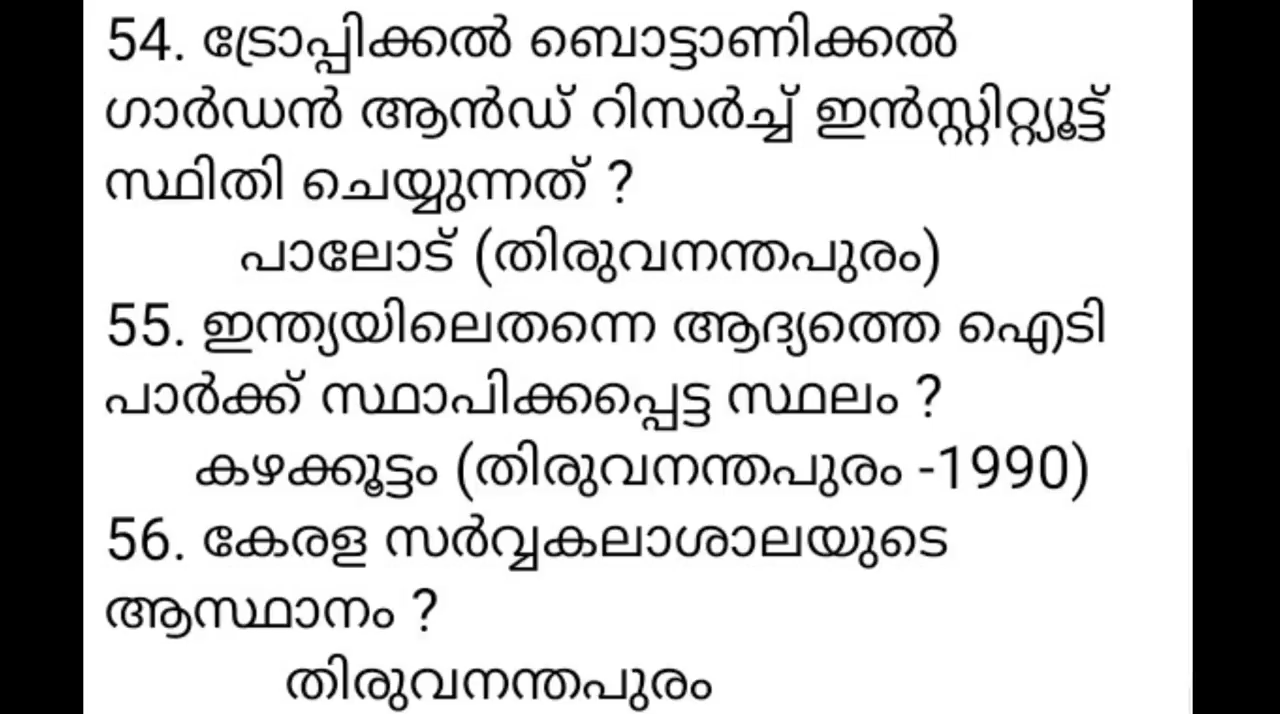 54. ട്രോപ്പിക്കൽ ബൊട്ടാണിക്കൽ
ഗാർഡൻ ആൻഡ് റിസർച്ച് ഇൻസ്റ്റിറ്റ്യൂട്ട്
സ്ഥിതി ചെയ്യുന്നത് ?
പാലോട് (തിരുവനന്തപുരം)
55. ഇന്ത്യയിലെതന്നെ ആദ്യത്തെ ഐടി
പാർക്ക് സ്ഥാപിക്കപ്പെട്ട സ്ഥലം ?
കഴക്കൂട്ടം (തിരുവനന്തപുരം -1990)
56. കേരള സർവ്വകലാശാലയുടെ
ആസ്ഥാനം ?
തിരുവനന്തപുരം